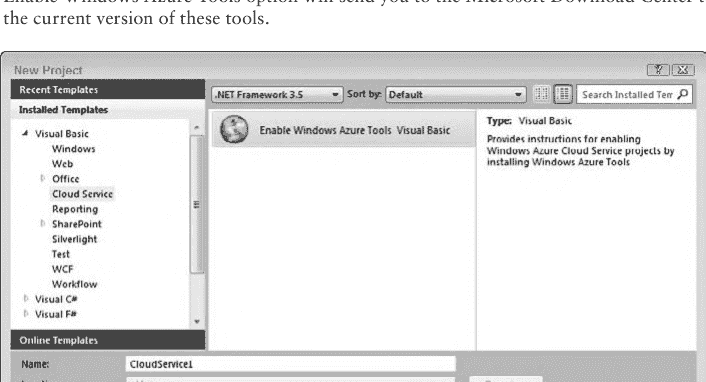 Enable Windows Azure Tools option will send you to the Microsoft Download Center t
the current version of these tools.
New Project
Recent Templates
.NET Framework 3.5 Sort by: Default Search Installed Terr
Installed Templates
Enable Windows Azure Tools Visual Basic
Type: Visual Basic
Provides instructions for enabling
Windows Azure Cloud Service projects by
installing Windows Azure Tools
Visual Basic
Windows
Web
Office
Cloud Service
Reporting
SharePoint
Silverlight
Test
WCF
Workflow
Visual C#
Visual F#
Online Templates
Name: CloudService1